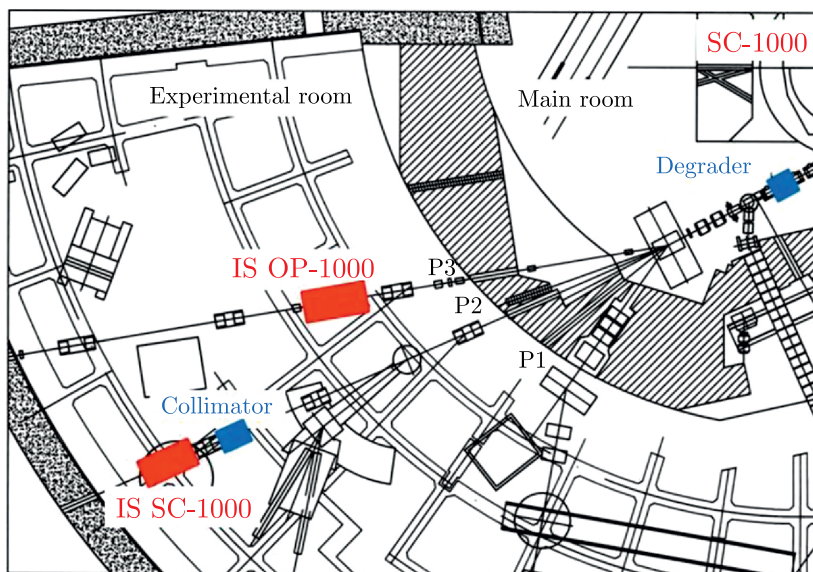 SC-1000
Experimental room
Main room
Degrader
IS OP-1000
P3
P2
P1
Collimator
IS SC-1000